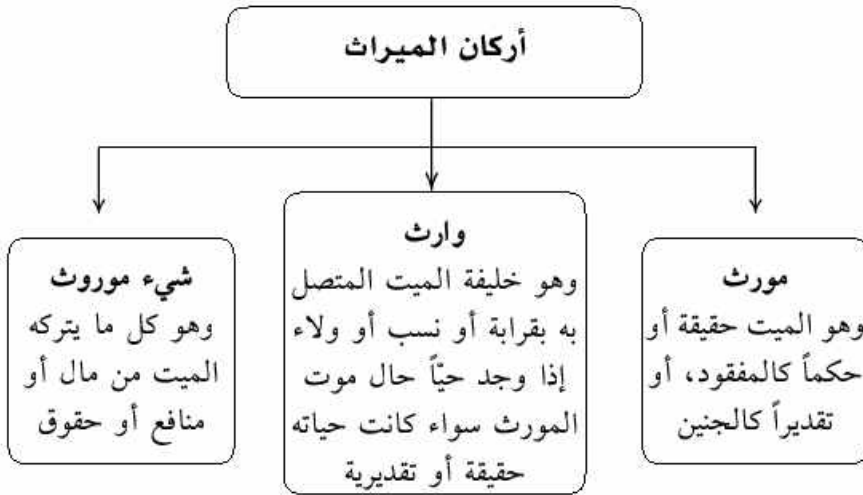 أركان الميراث
مورث
وهو الميت حقيقة أو
حكماً كالمفقود، أو
تقديراً كالجنين
وارث
وهو خليفة الميت المتصل
به بقرابة أو نسب أو ولاء
إذا وجد حيّاً حال موت
المورث سواء كانت حياته
حقيقة أو تقديرية
شيء موروث
وهو كل ما يتركه
الميت من مال أو
منافع أو حقوق